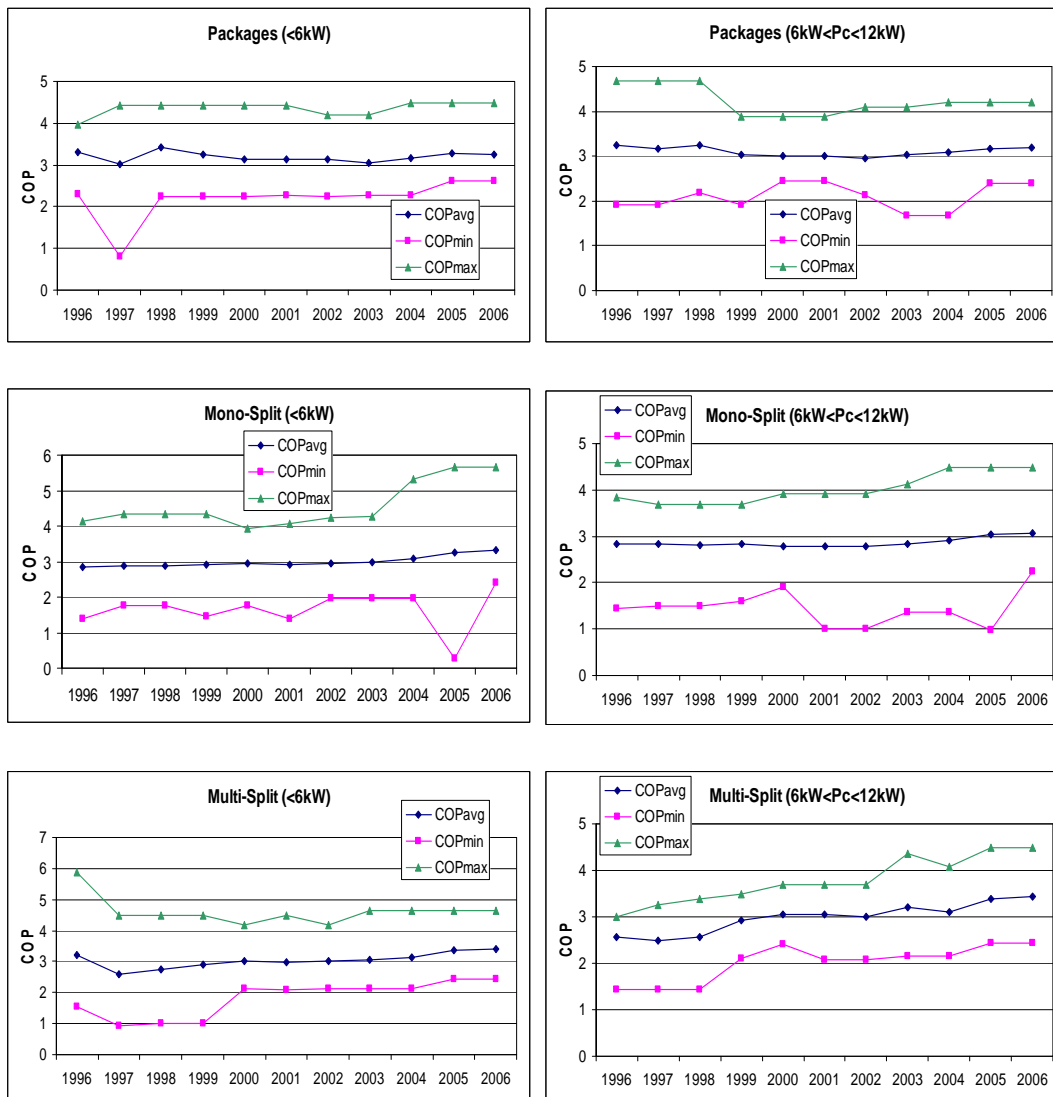 Packages (<6kW)
5
4
3
2
1
0
COP
COPavg
COPmin
COPmax
1996 1997 1998 1999 2000 2001 2002 2003 2004 2005 2006
Packages (6kW<Pc<12kW)
5
4
3
2
1
0
COP
COPavg
COPmin
COPmax
1996 1997 1998 1999 2000 2001 2002 2003 2004 2005 2006
Mono-Split (<6kW)
COPavg
COPmin
COPmax
6
5
4
3
2
1
0
COP
1996 1997 1998 1999 2000 2001 2002 2003 2004 2005 2006
Mono-Split (6kW<Pc<12kW)
COPavg
COPmin
COPmax
5
4
3
2
1
0
COP
1996 1997 1998 1999 2000 2001 2002 2003 2004 2005 2006
Multi-Split (<6kW)
COPavg
COPmin
COPmax
7
6
5
4
3
2
1
0
COP
1996 1997 1998 1999 2000 2001 2002 2003 2004 2005 2006
Multi-Split (6kW<Pc<12kW)
COPavg
COPmin
COPmax
5
4
3
2
1
0
COP
1996 1997 1998 1999 2000 2001 2002 2003 2004 2005 2006